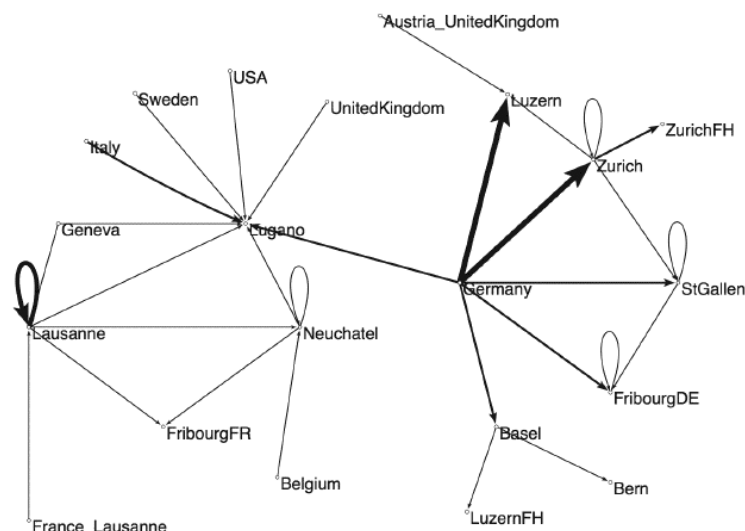 Austria_UnitedKingdom
USA
Sweden
Luzern
UnitedKingdom
ZurichFH
Italy
Zurich
Geneva
Lugano
Germany
StGallen
Lausanne
Neuchatel
FribourgDE
FribourgFR
Basel
Belgium
Bern
LuzernFH
France_Lausanne